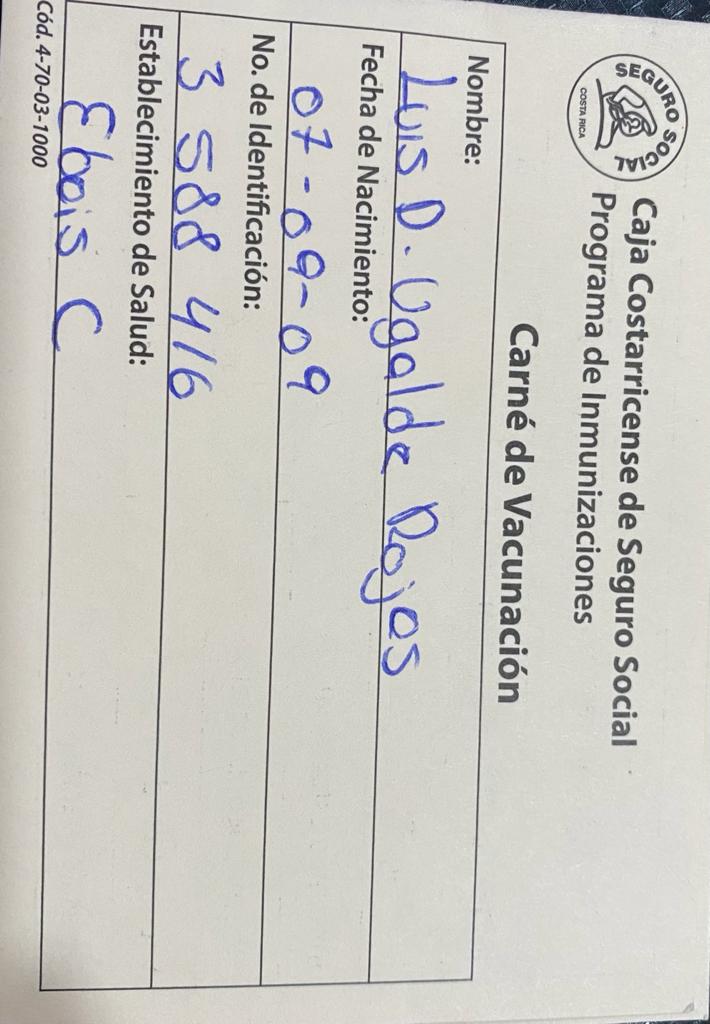 SEGURO SOCIAL
COSTA RICA
Caja Costarricense de Seguro Social
Programa de Inmunizaciones
Carné de Vacunación
Nombre:
Luis D. Ugalde Rojas
Fecha de Nacimiento:
07-09-09
No. de Identificación:
3 588 416
Establecimiento de Salud:
Ebais C
Cód. 4-70-03-1000